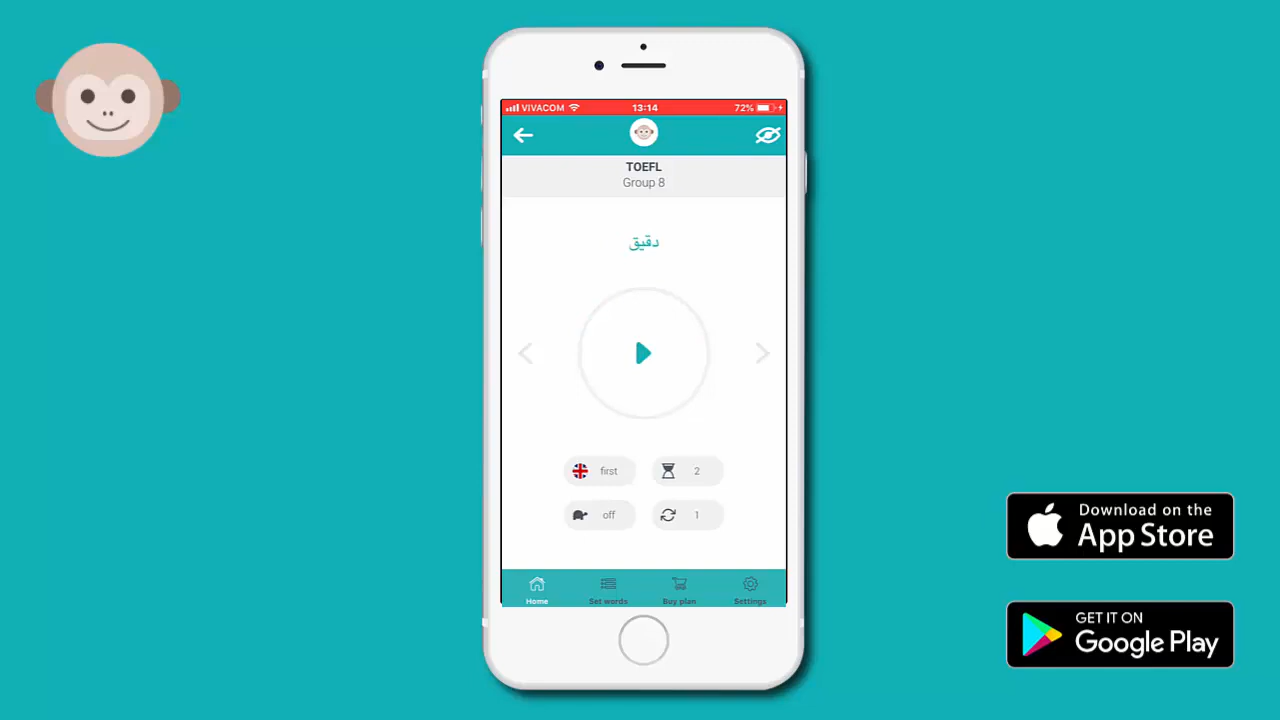 VIVACOM 13:14 72%
TOEFL
Group 8
دقيق
first 2
off 1
Home Set words Buy plan Settings
Download on the
App Store
GET IT ON
Google Play